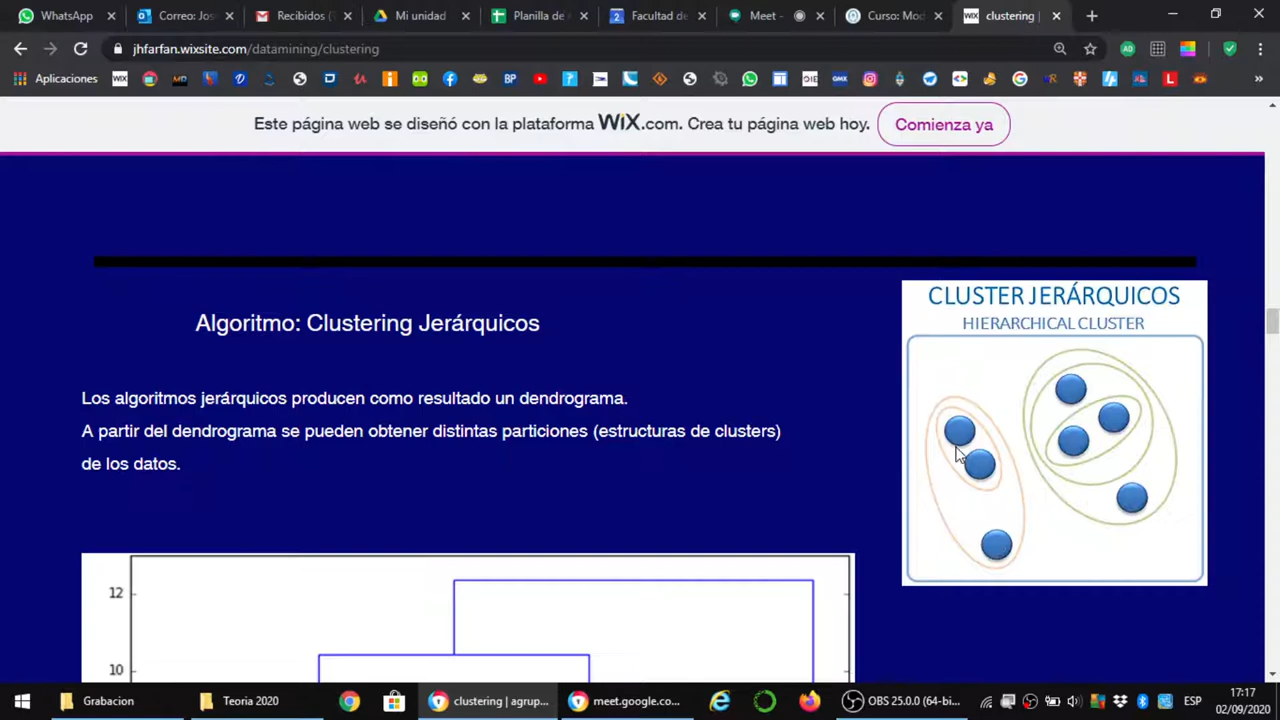 WhatsApp
Correo: Jos
Recibidos (
Mi unidad
Planilla de
Facultad de
Meet -
Curso: Mod
clustering |
jhfarfan.wixsite.com/datamining/clustering
Aplicaciones
Este página web se diseñó con la plataforma WiX.com. Crea tu página web hoy.
Comienza ya
Algoritmo: Clustering Jerárquicos
Los algoritmos jerárquicos producen como resultado un dendrograma.
A partir del dendrograma se pueden obtener distintas particiones (estructuras de clusters)
de los datos.
CLUSTER JERÁRQUICOS
HIERARCHICAL CLUSTER
12
10
Grabacion
Teoria 2020
clustering | agrup...
meet.google.co...
OBS 25.0.0 (64-bi...
ESP
17:17
02/09/2020